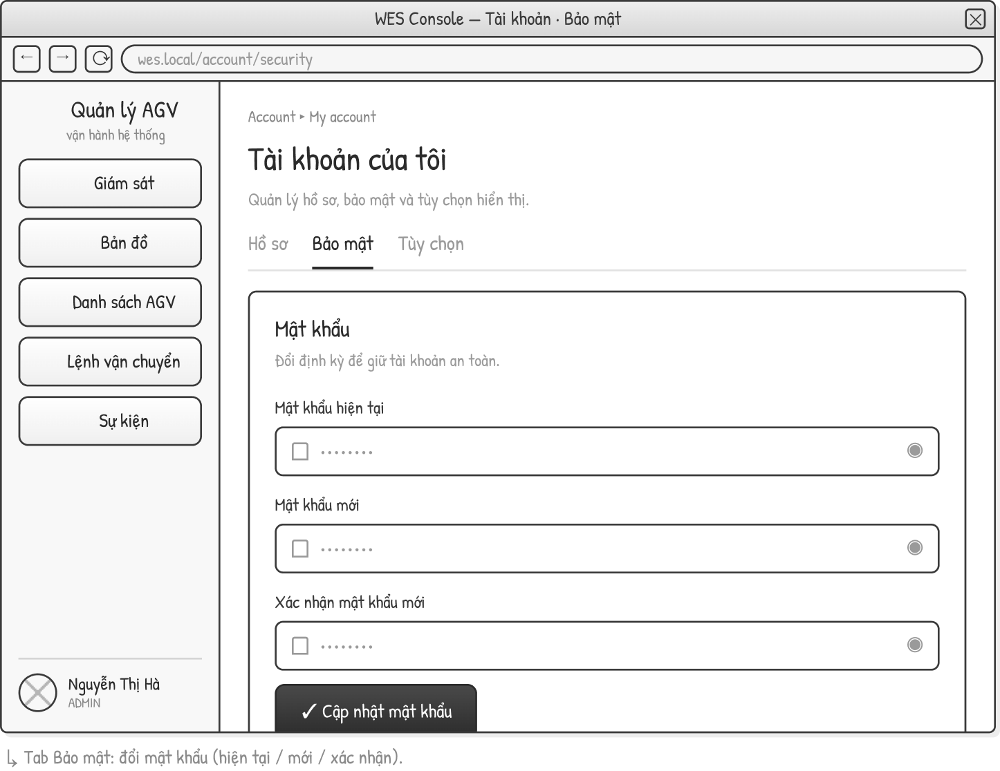 WES Console — Tài khoản · Bảo mật
wes.local/account/security
Quản lý AGV
vận hành hệ thống
Giám sát
Bản đồ
Danh sách AGV
Lệnh vận chuyển
Sự kiện
Nguyễn Thị Hà
ADMIN
Account ▸ My account
Tài khoản của tôi
Quản lý hồ sơ, bảo mật và tùy chọn hiển thị.
Hồ sơ Bảo mật Tùy chọn
Mật khẩu
Đổi định kỳ để giữ tài khoản an toàn.
Mật khẩu hiện tại
••••••••
Mật khẩu mới
••••••••
Xác nhận mật khẩu mới
••••••••
✓ Cập nhật mật khẩu
↳ Tab Bảo mật: đổi mật khẩu (hiện tại / mới / xác nhận).